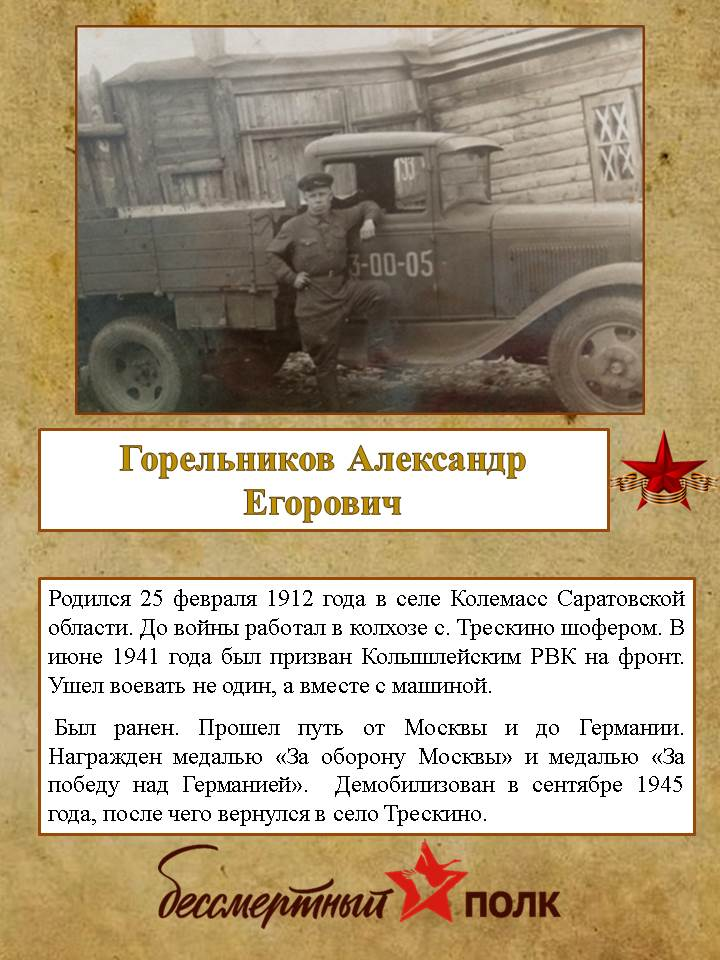 33
3-00-05
Горельников Александр
Егорович
Родился 25 февраля 1912 года в селе Колемасс Саратовской
области. До войны работал в колхозе с. Трескино шофером. В
июне 1941 года был призван Колышлейским РВК на фронт.
Ушел воевать не один, а вместе с машиной.
Был ранен. Прошел путь от Москвы и до Германии.
Награжден медалью «За оборону Москвы» и медалью «За
победу над Германией». Демобилизован в сентябре 1945
года, после чего вернулся в село Трескино.
бессмертный ПОЛК